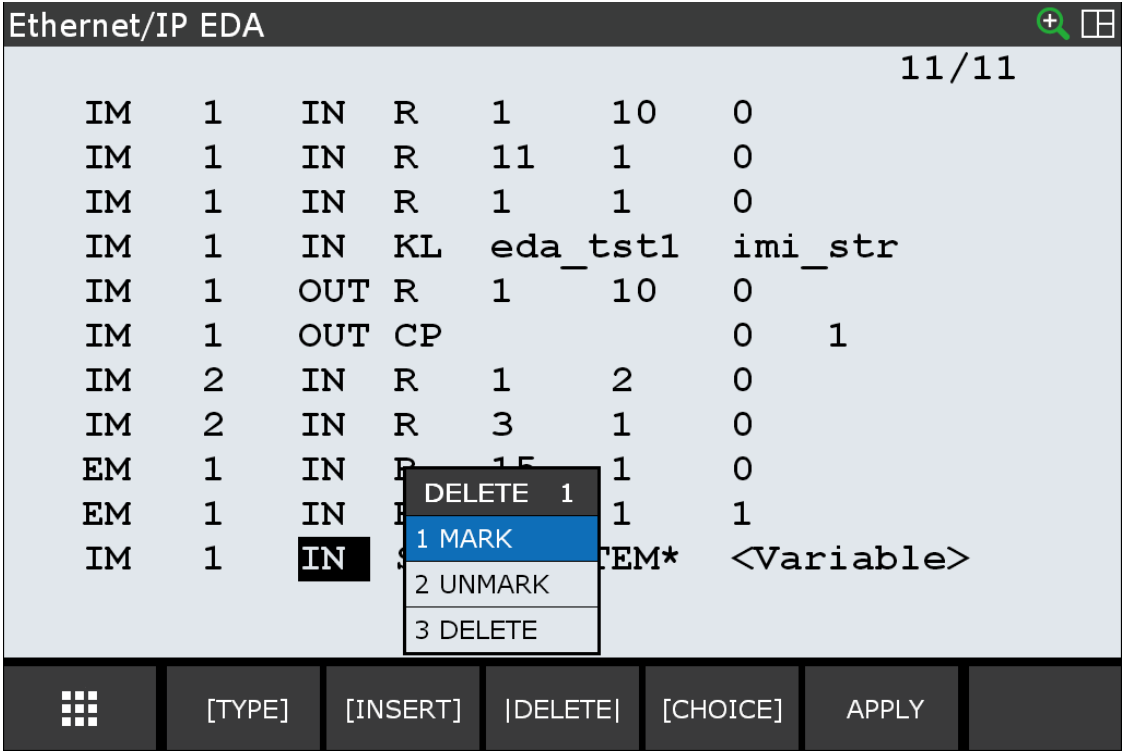 Ethernet/IP EDA
11/11
IM 1 IN R 1 10 0
IM 1 IN R 11 1 0
IM 1 IN R 1 1 0
IM 1 IN KL eda_tst1 imi_str
IM 1 OUT R 1 10 0
IM 1 OUT CP 0 1
IM 2 IN R 1 2 0
IM 2 IN R 3 1 0
EM 1 IN R 15 1 0
EM 1 IN 1 1
IM 1 IN TEM* <Variable>
DELETE 1
1 MARK
2 UNMARK
3 DELETE
[TYPE] [INSERT] |DELETE| [CHOICE] APPLY